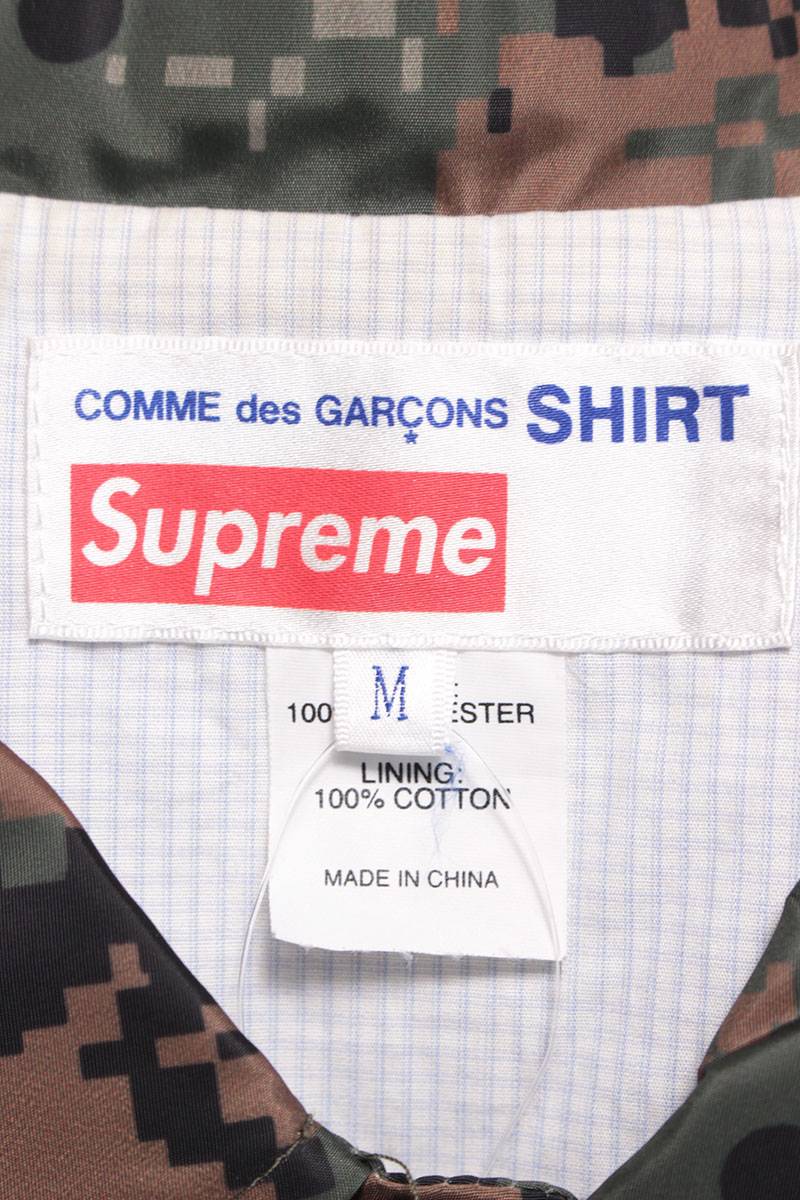 COMME des GARÇONS SHIRT
Supreme
M
100 ESTER
LINING:
100% COTTON
MADE IN CHINA